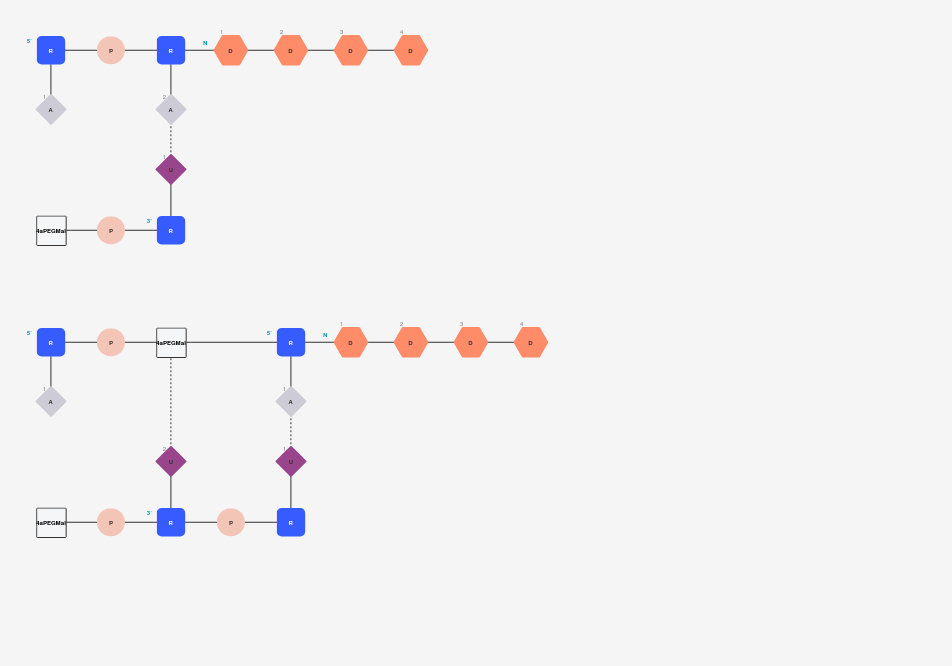 5' R P R N 1 D 2 D 3 D 4 D
1 A 2 A
1 U
4aPEGMal P 3' R
5' R P 4aPEGMal 5' R N 1 D 2 D 3 D 4 D
1 A 1 A
2 U 1 U
4aPEGMal P 3' R P R